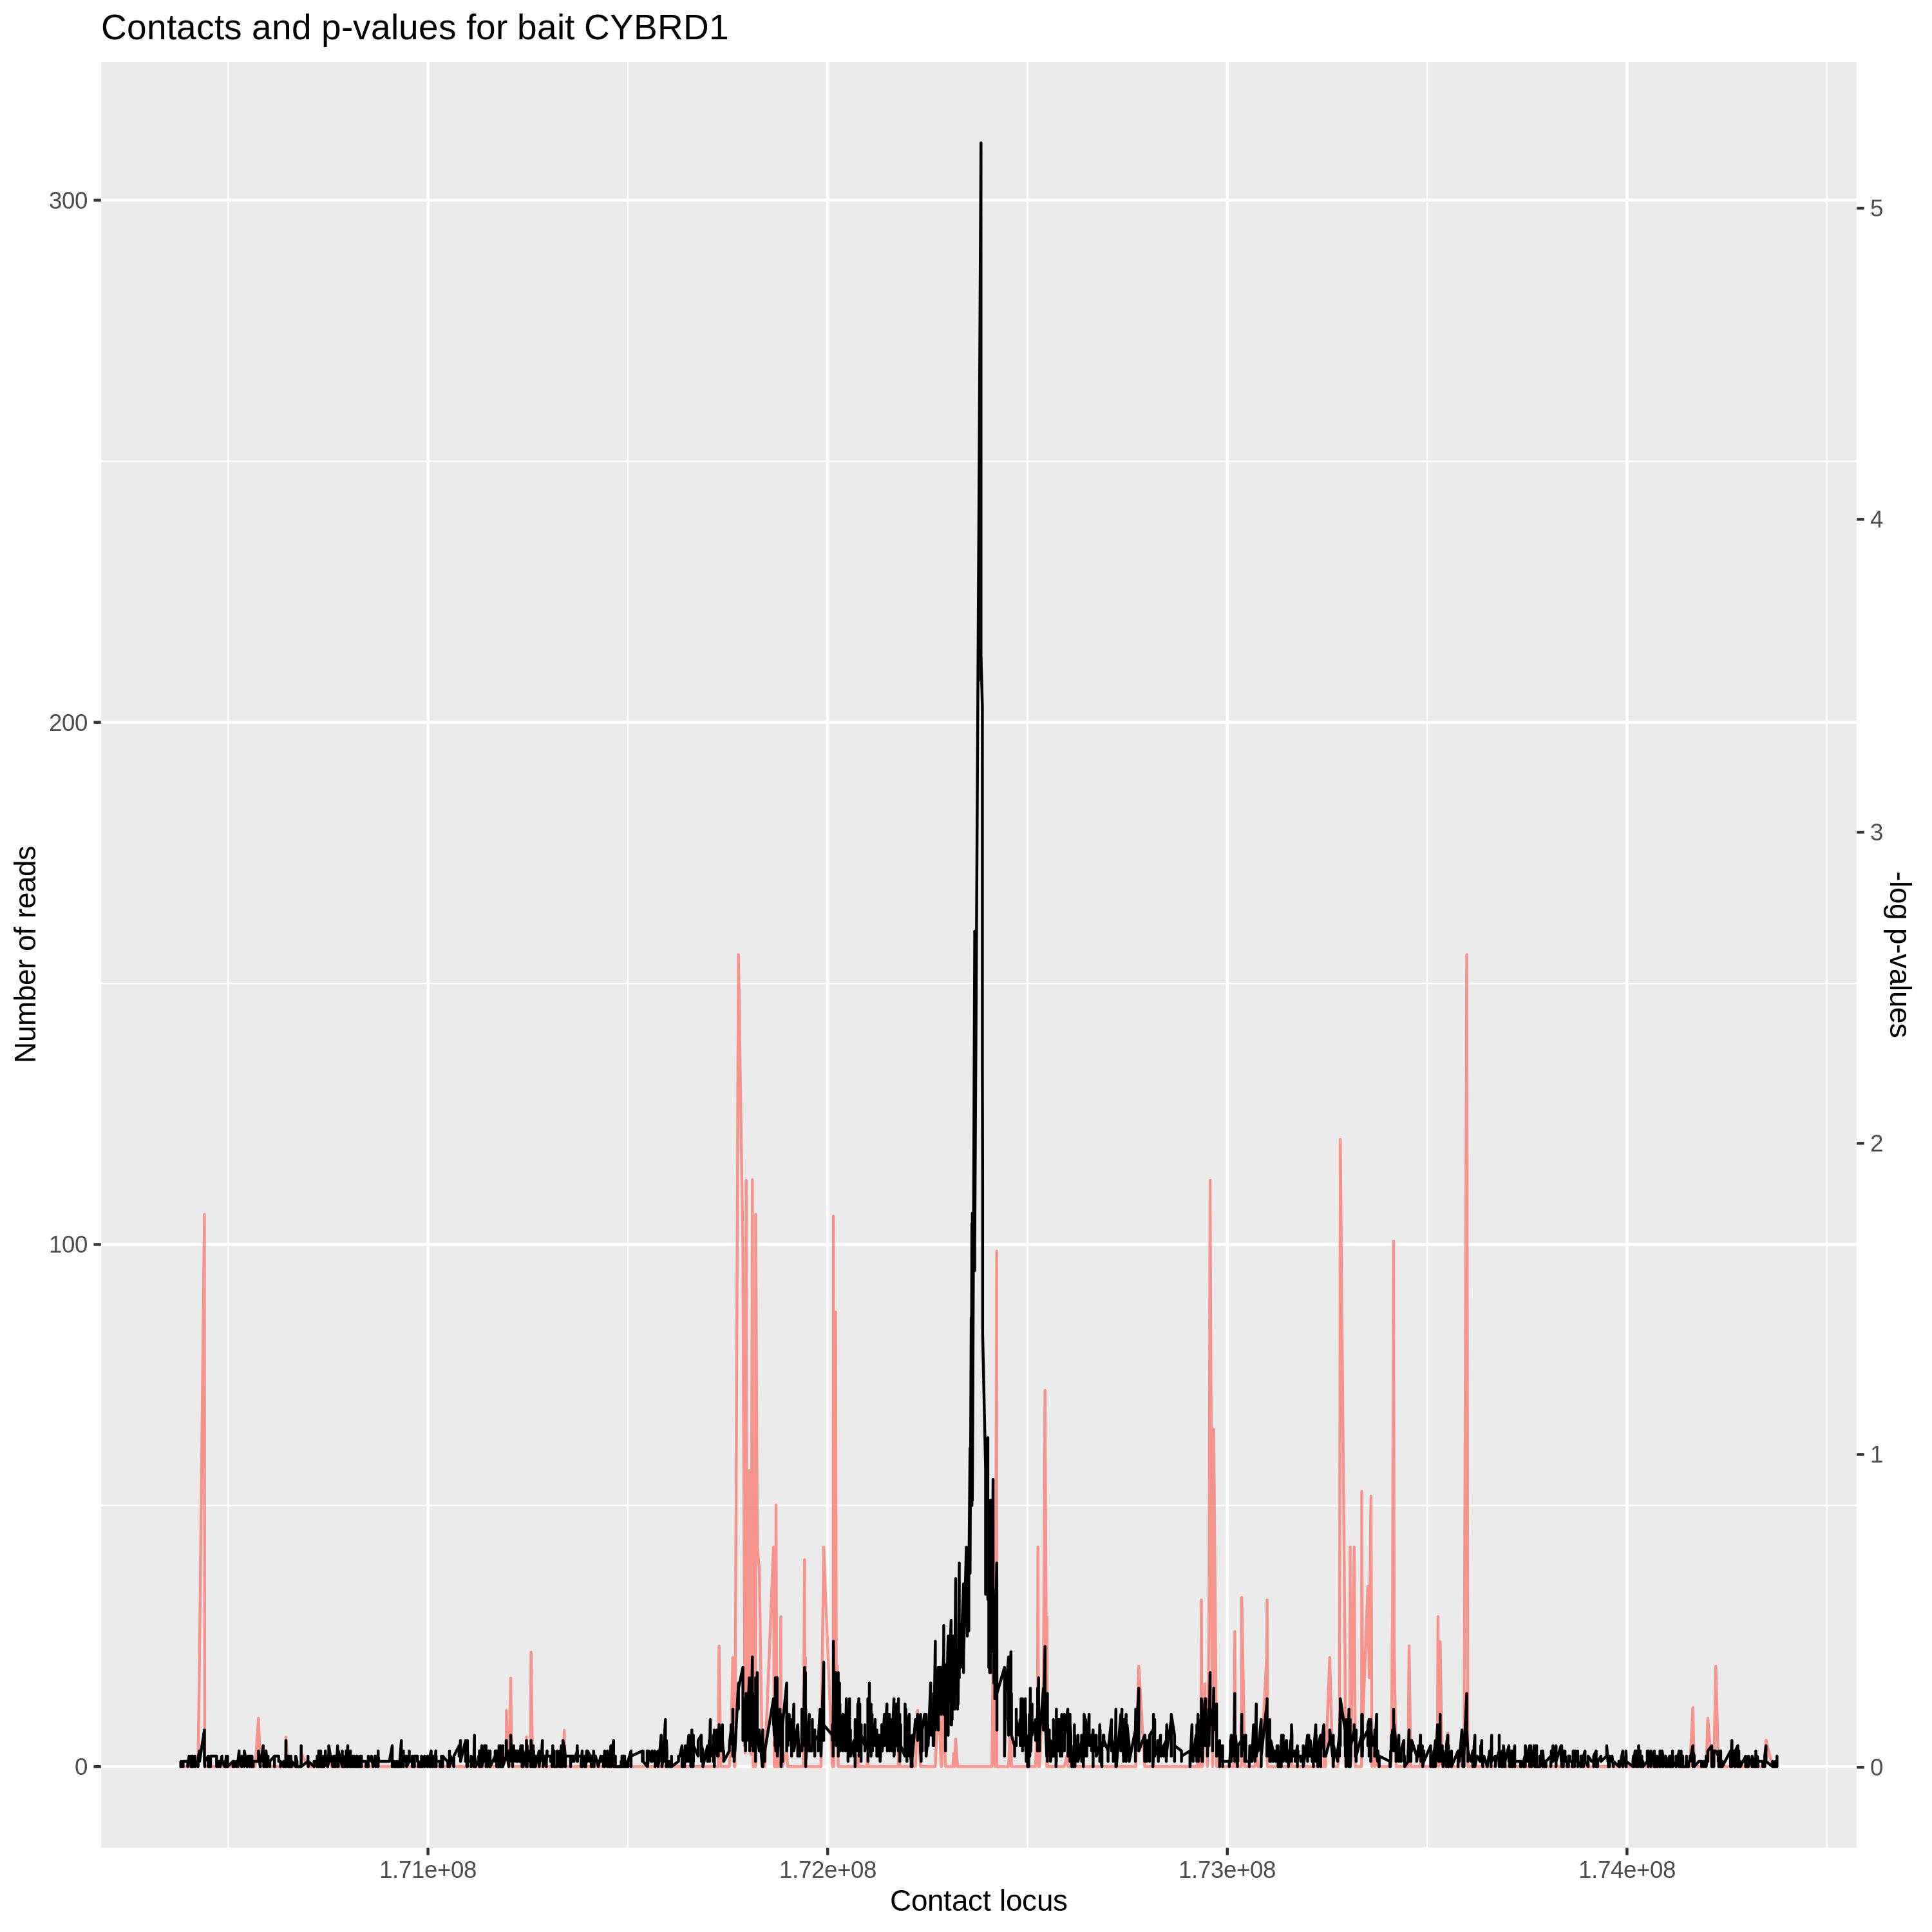 Contacts and p-values for bait CYBRD1
300
200
100
0
Number of reads
5
4
3
2
1
0
-log p-values
1.71e+08
1.72e+08
1.73e+08
1.74e+08
Contact locus